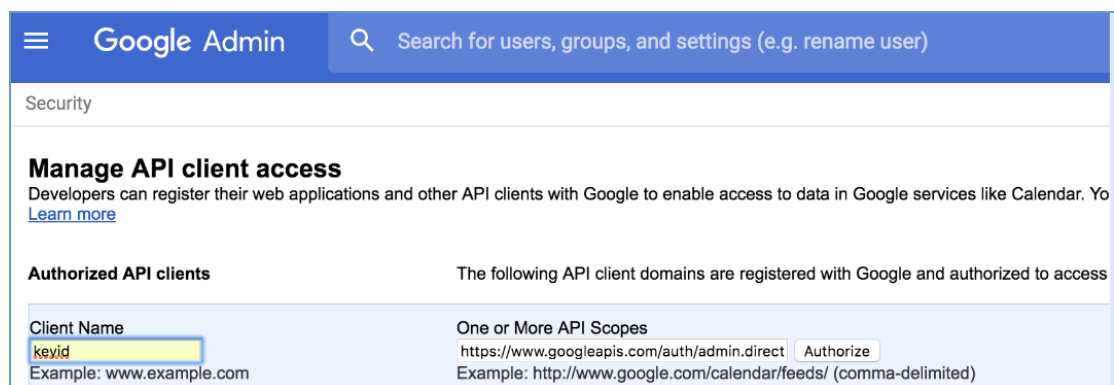 Google Admin
Search for users, groups, and settings (e.g. rename user)
Security
Manage API client access
Developers can register their web applications and other API clients with Google to enable access to data in Google services like Calendar. Yo
Learn more
Authorized API clients
The following API client domains are registered with Google and authorized to access
Client Name
One or More API Scopes
keyid
https://www.googleapis.com/auth/admin.direct Authorize
Example: www.example.com
Example: http://www.google.com/calendar/feeds/ (comma-delimited)